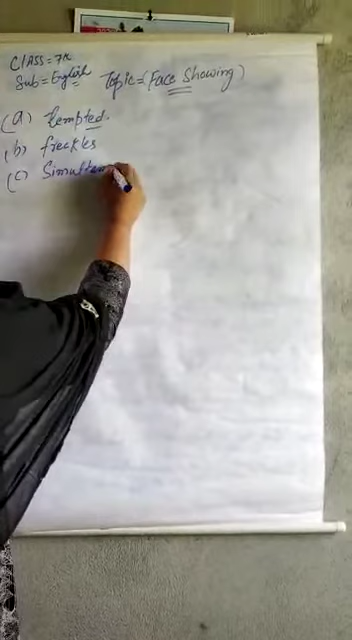 CLASS = 7th
Sub = English Topic = (Face Showing)
(a) tempted.
(b) freckles
(c) Simultan